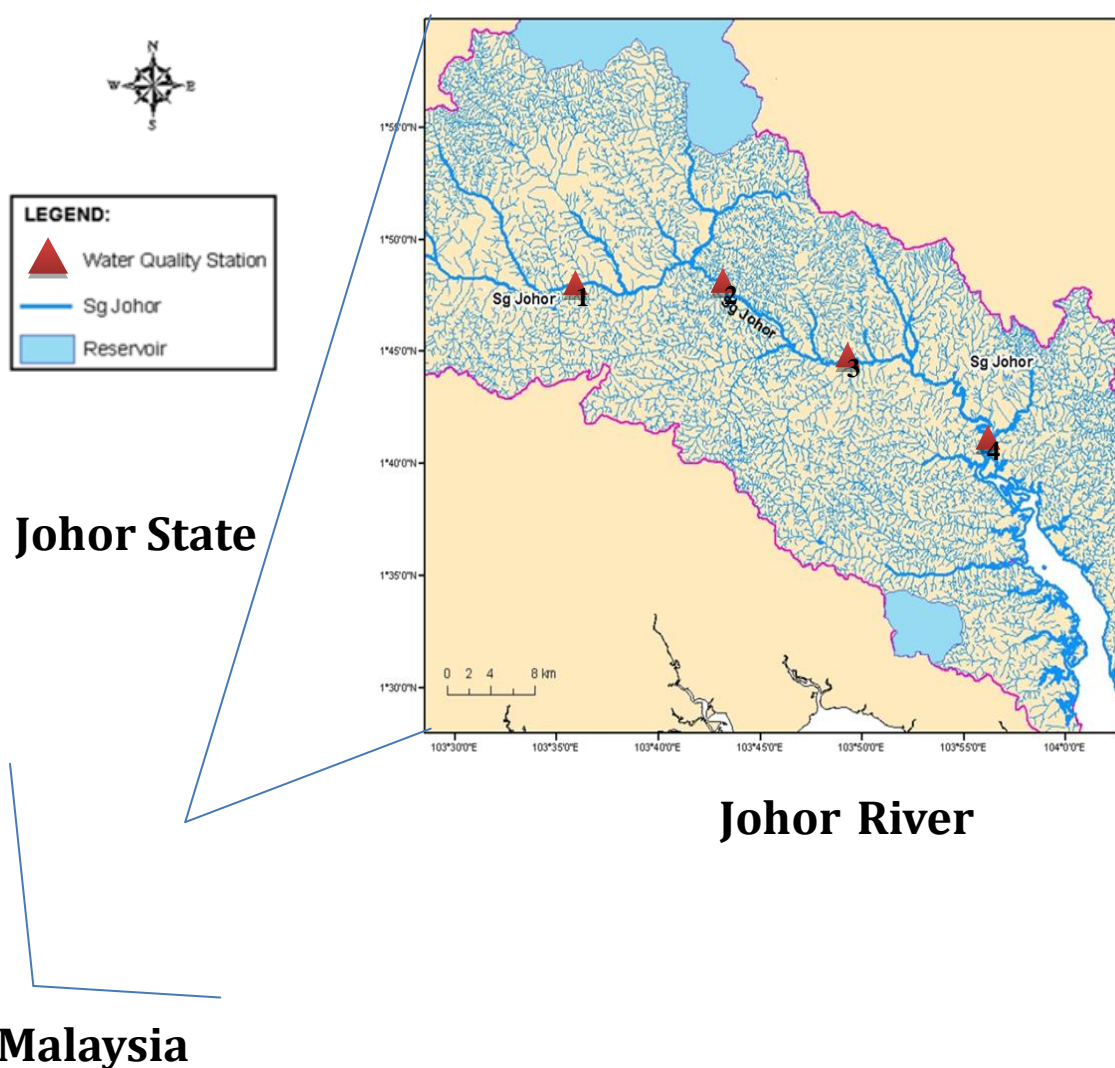 N
W E
S
LEGEND:
Water Quality Station
Sg Johor
Reservoir
1°55'0"N
1°50'0"N
1°45'0"N
1°40'0"N
1°35'0"N
1°30'0"N
Sg Johor
1
2
Sg Johor
3
Sg Johor
4
0 2 4 8 km
103°30'0"E 103°35'0"E 103°40'0"E 103°45'0"E 103°50'0"E 103°55'0"E 104°0'0"E
Johor State
Johor River
Malaysia